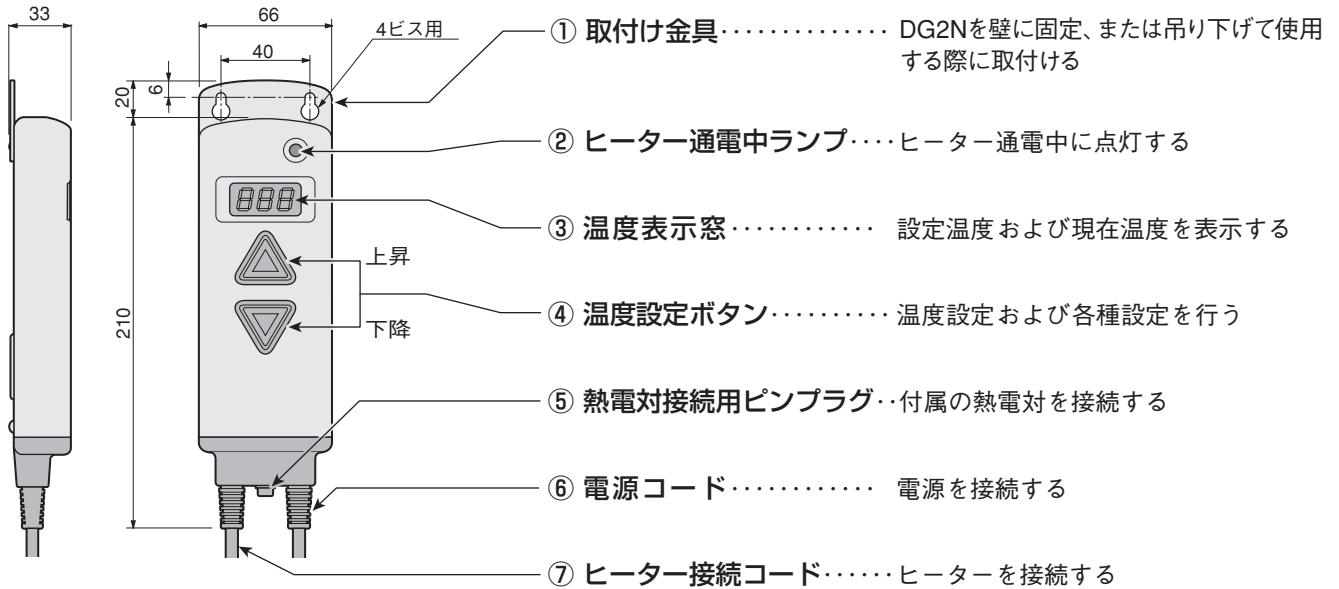 33
66
40
4ビス用
20
6
210
888
上昇
下降
① 取付け金具·············· DG2Nを壁に固定、または吊り下げて使用
する際に取付ける
② ヒーター通電中ランプ····ヒーター通電中に点灯する
③ 温度表示窓············ 設定温度および現在温度を表示する
④ 温度設定ボタン·········· 温度設定および各種設定を行う
⑤ 熱電対接続用ピンプラグ··付属の熱電対を接続する
⑥ 電源コード············ 電源を接続する
⑦ ヒーター接続コード······ヒーターを接続する